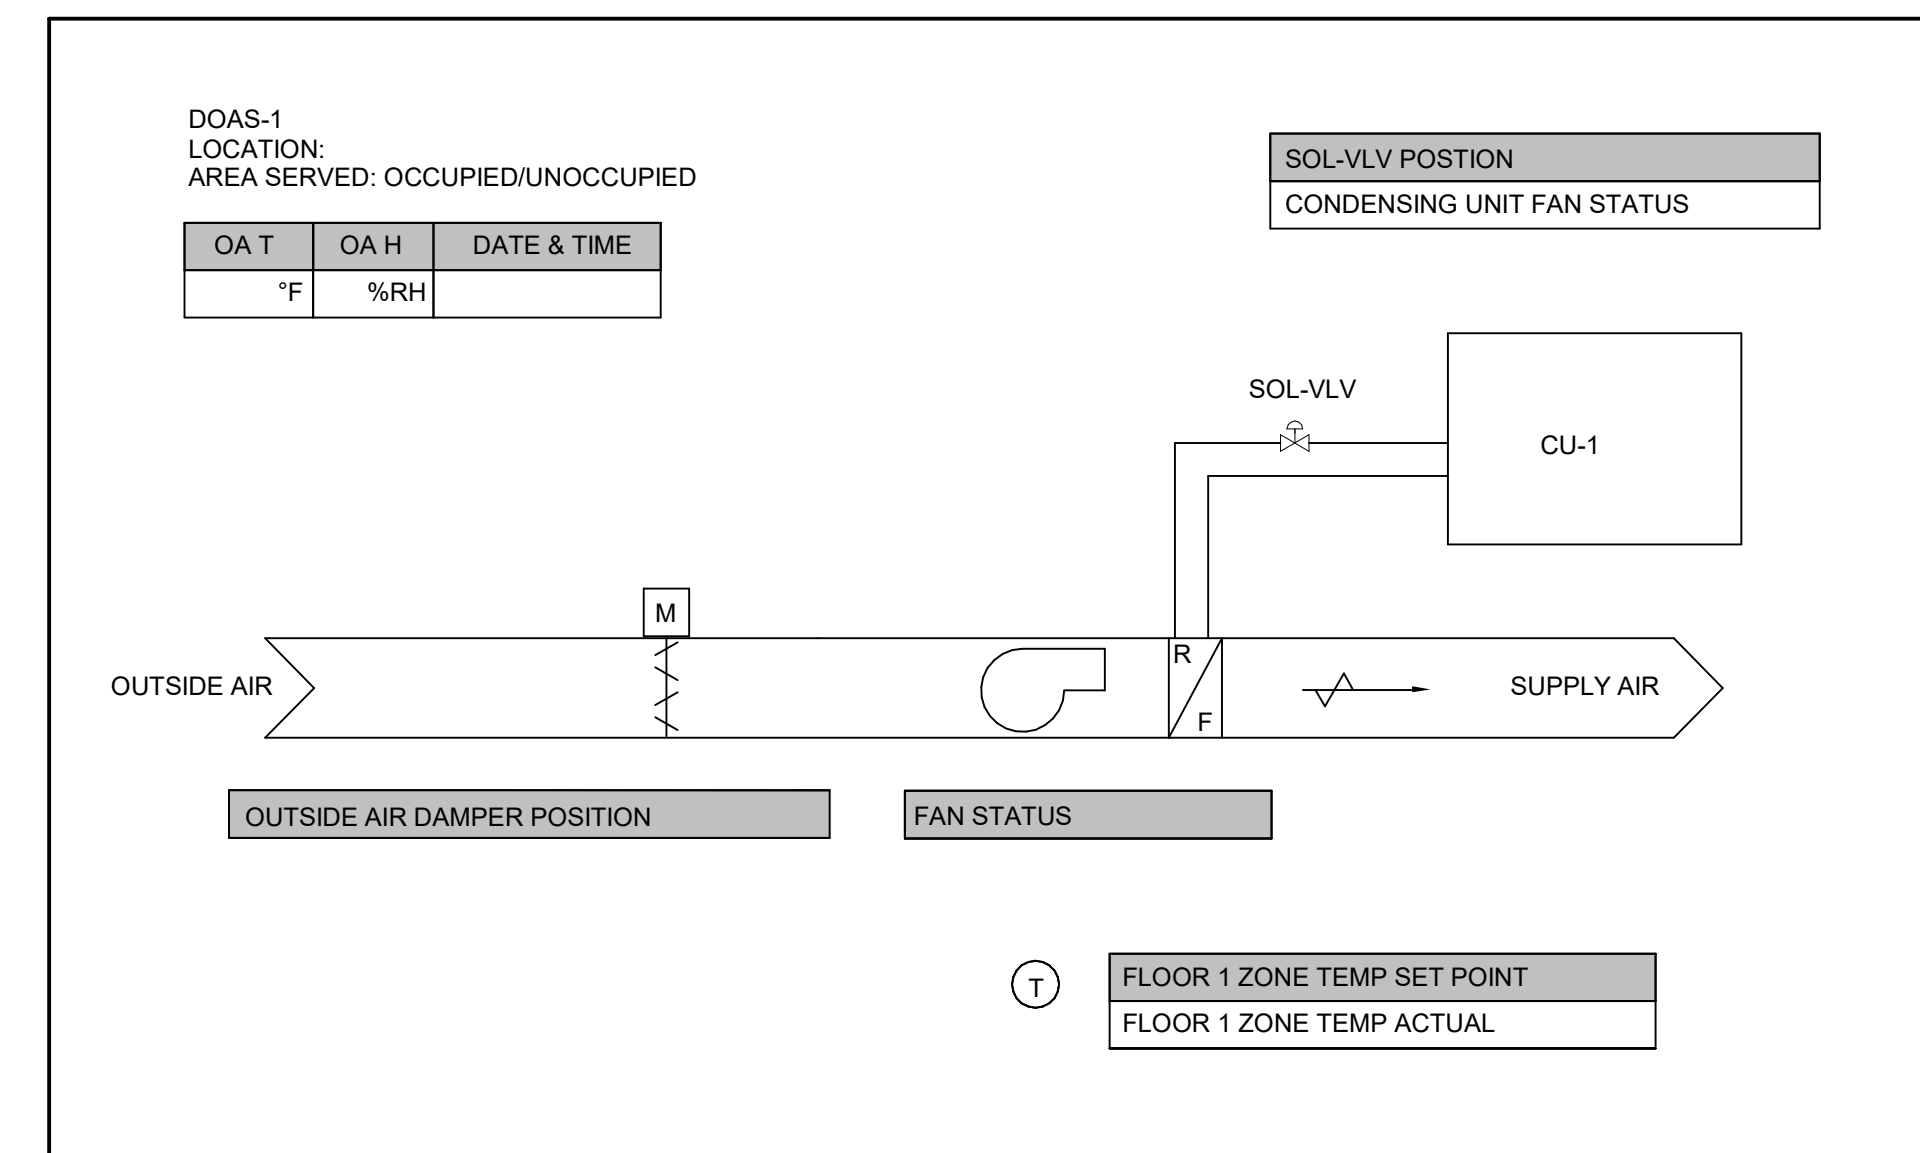 DOAS-1
LOCATION:
AREA SERVED: OCCUPIED/UNOCCUPIED
OA T OA H DATE & TIME
°F %RH
SOL-VLV POSTION
CONDENSING UNIT FAN STATUS
SOL-VLV
CU-1
M
OUTSIDE AIR
R
F
SUPPLY AIR
OUTSIDE AIR DAMPER POSITION
FAN STATUS
T
FLOOR 1 ZONE TEMP SET POINT
FLOOR 1 ZONE TEMP ACTUAL